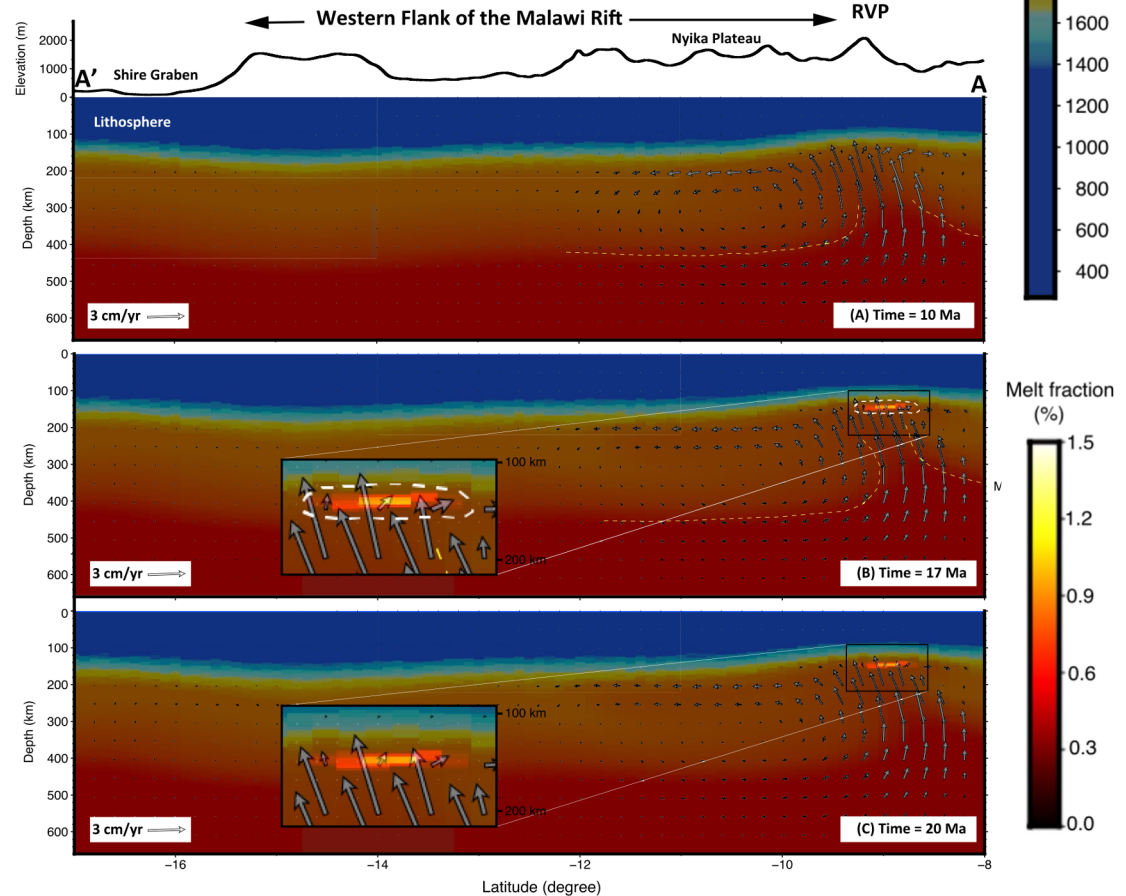 Western Flank of the Malawi Rift
RVP
Elevation (m)
2000
1000
0
A'
Shire Graben
Nyika Plateau
A
Lithosphere
Depth (km)
100
200
300
400
500
600
3 cm/yr
(A) Time = 10 Ma
1600
1400
1200
1000
800
600
400
Depth (km)
0
100
200
300
400
500
600
100 km
200 km
3 cm/yr
(B) Time = 17 Ma
M
Melt fraction
(%)
1.5
1.2
0.9
0.6
0.3
0.0
Depth (km)
0
100
200
300
400
500
600
100 km
200 km
3 cm/yr
(C) Time = 20 Ma
−16
−14
−12
−10
−8
Latitude (degree)